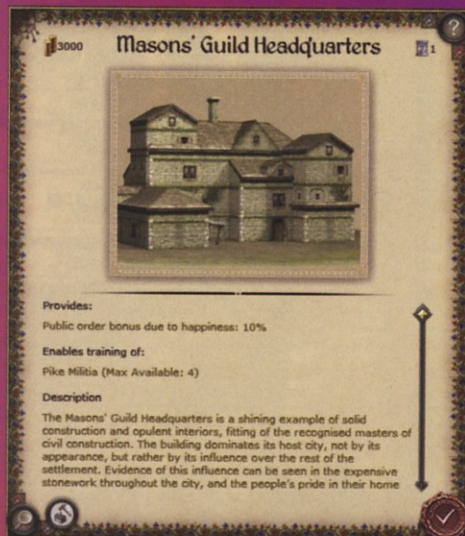 3000
Masons' Guild Headquarters
1
?
Provides:
Public order bonus due to happiness: 10%
Enables training of:
Pike Militia (Max Available: 4)
Description
The Masons' Guild Headquarters is a shining example of solid
construction and opulent interiors, fitting of the recognised masters of
civil construction. The building dominates its host city, not by its
appearance, but rather by its influence over the rest of the
settlement. Evidence of this influence can be seen in the expensive
stonework throughout the city, and the people's pride in their home